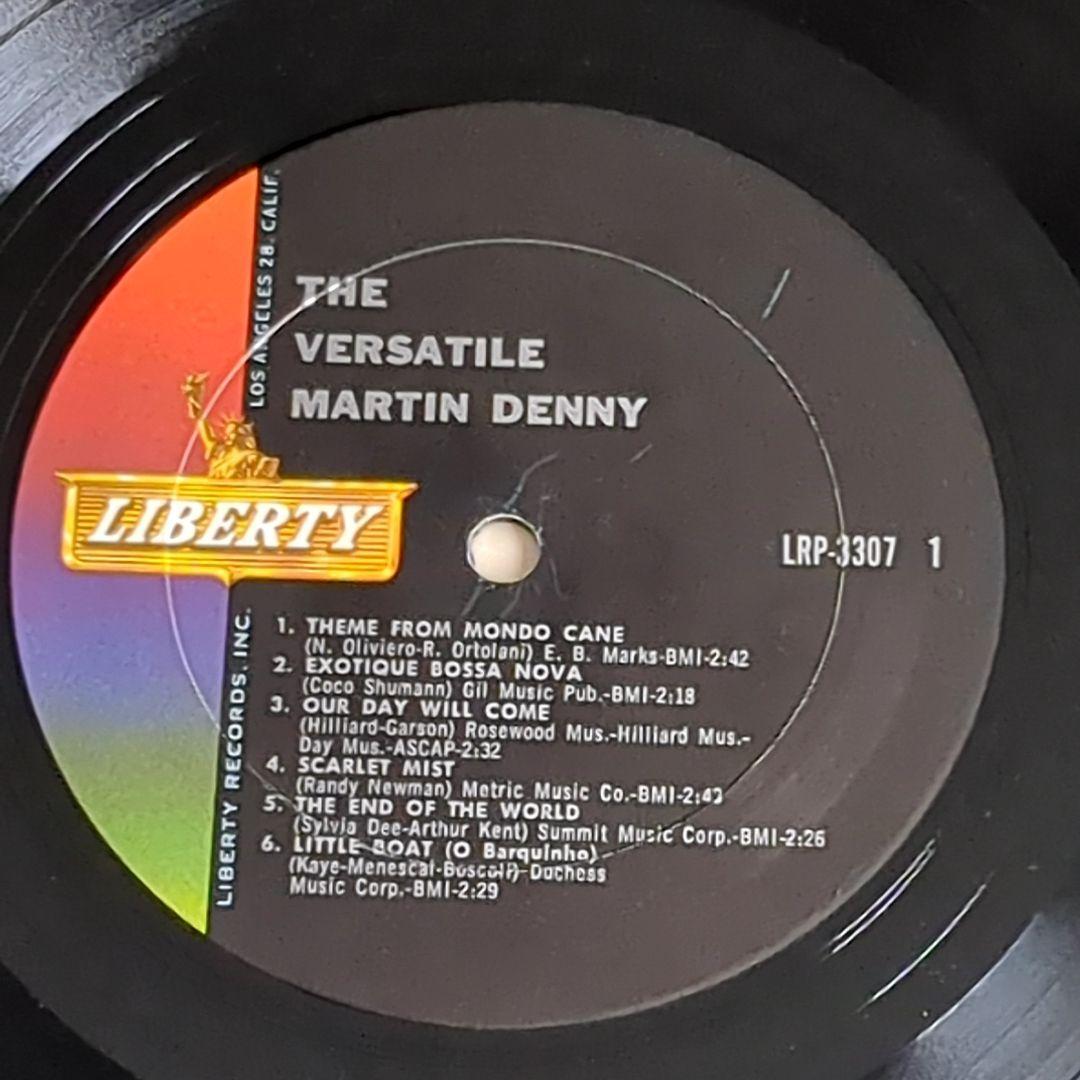 LOS ANGELES 28, CALIF.
THE
VERSATILE
MARTIN DENNY
LIBERTY
LRP-3307 1
LIBERTY RECORDS, INC.
1. THEME FROM MONDO CANE
(N. Oliviero-R. Ortolani) E. B. Marks-BMI-2:42
2. EXOTIQUE BOSSA NOVA
(Coco Shumann) Gil Music Pub.-BMI-2:18
3. OUR DAY WILL COME
(Hilliard-Garson) Rosewood Mus.-Hilliard Mus.-
Day Mus.-ASCAP-2:32
4. SCARLET MIST
(Randy Newman) Metric Music Co.-BMI-2:43
5. THE END OF THE WORLD
(Sylvia Dee-Arthur Kent) Summit Music Corp.-BMI-2:26
6. LITTLE BOAT (O Barquinho)
(Kaye-Menescal-Boscoli)-Duchess
Music Corp.-BMI-2:29